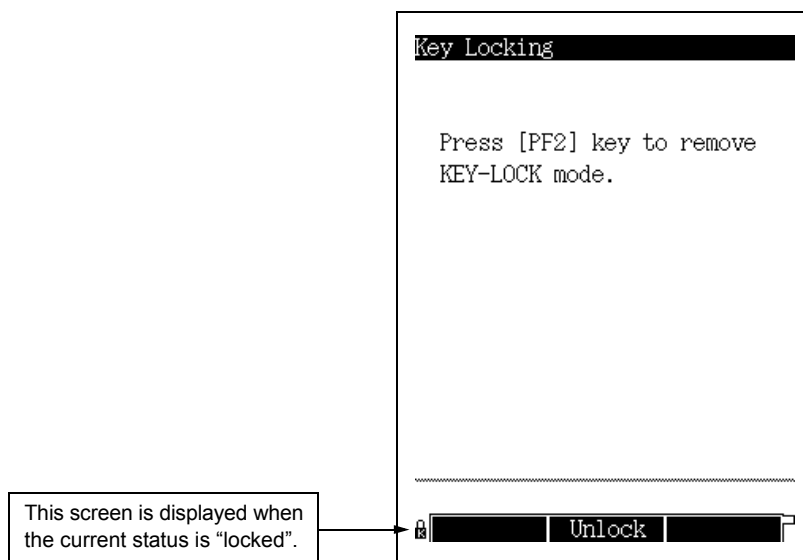 Key Locking
Press [PF2] key to remove
KEY-LOCK mode.
This screen is displayed when
the current status is “locked”.
Unlock